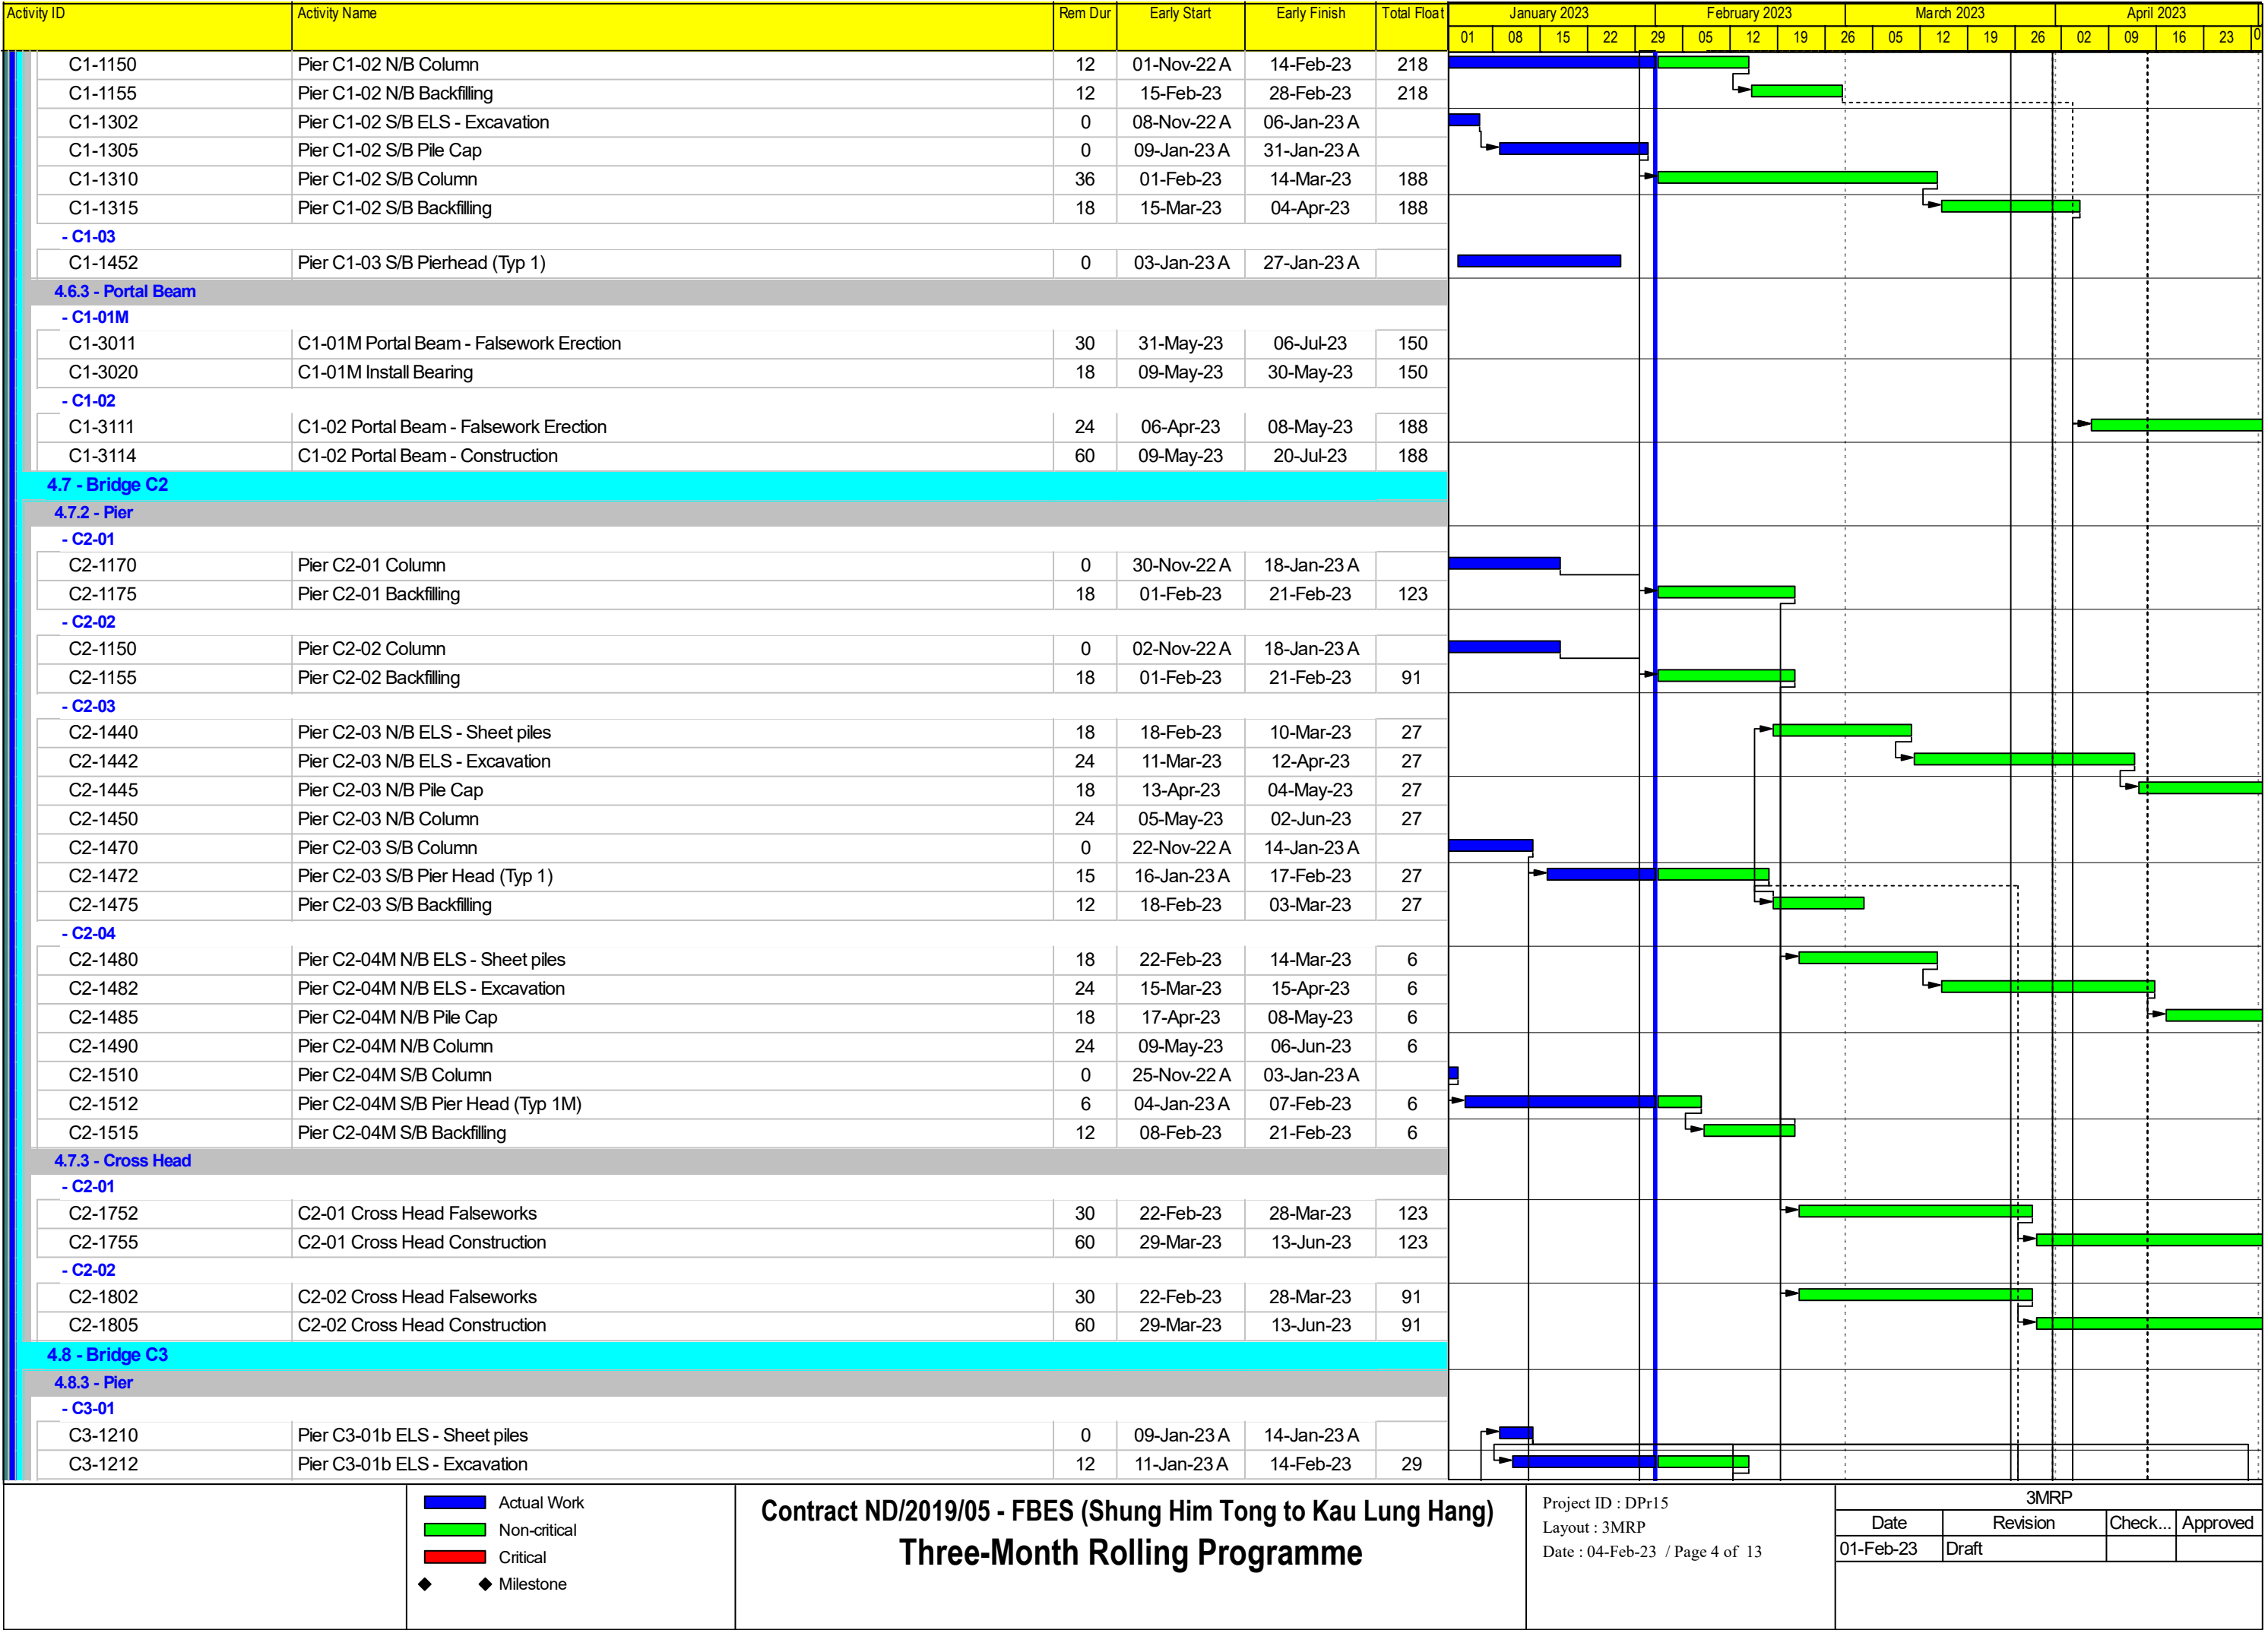 Activity ID Activity Name Rem Dur Early Start Early Finish Total Float January 2023 February 2023 March 2023 April 2023
01 08 15 22 29 05 12 19 26 05 12 19 26 02 09 16 23 0
C1-1150 Pier C1-02 N/B Column 12 01-Nov-22 A 14-Feb-23 218
C1-1155 Pier C1-02 N/B Backfilling 12 15-Feb-23 28-Feb-23 218
C1-1302 Pier C1-02 S/B ELS - Excavation 0 08-Nov-22 A 06-Jan-23 A
C1-1305 Pier C1-02 S/B Pile Cap 0 09-Jan-23 A 31-Jan-23 A
C1-1310 Pier C1-02 S/B Column 36 01-Feb-23 14-Mar-23 188
C1-1315 Pier C1-02 S/B Backfilling 18 15-Mar-23 04-Apr-23 188
- C1-03
C1-1452 Pier C1-03 S/B Pierhead (Typ 1) 0 03-Jan-23 A 27-Jan-23 A
4.6.3 - Portal Beam
- C1-01M
C1-3011 C1-01M Portal Beam - Falsework Erection 30 31-May-23 06-Jul-23 150
C1-3020 C1-01M Install Bearing 18 09-May-23 30-May-23 150
- C1-02
C1-3111 C1-02 Portal Beam - Falsework Erection 24 06-Apr-23 08-May-23 188
C1-3114 C1-02 Portal Beam - Construction 60 09-May-23 20-Jul-23 188
4.7 - Bridge C2
4.7.2 - Pier
- C2-01
C2-1170 Pier C2-01 Column 0 30-Nov-22 A 18-Jan-23 A
C2-1175 Pier C2-01 Backfilling 18 01-Feb-23 21-Feb-23 123
- C2-02
C2-1150 Pier C2-02 Column 0 02-Nov-22 A 18-Jan-23 A
C2-1155 Pier C2-02 Backfilling 18 01-Feb-23 21-Feb-23 91
- C2-03
C2-1440 Pier C2-03 N/B ELS - Sheet piles 18 18-Feb-23 10-Mar-23 27
C2-1442 Pier C2-03 N/B ELS - Excavation 24 11-Mar-23 12-Apr-23 27
C2-1445 Pier C2-03 N/B Pile Cap 18 13-Apr-23 04-May-23 27
C2-1450 Pier C2-03 N/B Column 24 05-May-23 02-Jun-23 27
C2-1470 Pier C2-03 S/B Column 0 22-Nov-22 A 14-Jan-23 A
C2-1472 Pier C2-03 S/B Pier Head (Typ 1) 15 16-Jan-23 A 17-Feb-23 27
C2-1475 Pier C2-03 S/B Backfilling 12 18-Feb-23 03-Mar-23 27
- C2-04
C2-1480 Pier C2-04M N/B ELS - Sheet piles 18 22-Feb-23 14-Mar-23 6
C2-1482 Pier C2-04M N/B ELS - Excavation 24 15-Mar-23 15-Apr-23 6
C2-1485 Pier C2-04M N/B Pile Cap 18 17-Apr-23 08-May-23 6
C2-1490 Pier C2-04M N/B Column 24 09-May-23 06-Jun-23 6
C2-1510 Pier C2-04M S/B Column 0 25-Nov-22 A 03-Jan-23 A
C2-1512 Pier C2-04M S/B Pier Head (Typ 1M) 6 04-Jan-23 A 07-Feb-23 6
C2-1515 Pier C2-04M S/B Backfilling 12 08-Feb-23 21-Feb-23 6
4.7.3 - Cross Head
- C2-01
C2-1752 C2-01 Cross Head Falseworks 30 22-Feb-23 28-Mar-23 123
C2-1755 C2-01 Cross Head Construction 60 29-Mar-23 13-Jun-23 123
- C2-02
C2-1802 C2-02 Cross Head Falseworks 30 22-Feb-23 28-Mar-23 91
C2-1805 C2-02 Cross Head Construction 60 29-Mar-23 13-Jun-23 91
4.8 - Bridge C3
4.8.3 - Pier
- C3-01
C3-1210 Pier C3-01b ELS - Sheet piles 0 09-Jan-23 A 14-Jan-23 A
C3-1212 Pier C3-01b ELS - Excavation 12 11-Jan-23 A 14-Feb-23 29
Actual Work
Non-critical
Critical
Milestone
Contract ND/2019/05 - FBES (Shung Him Tong to Kau Lung Hang)
Three-Month Rolling Programme
Project ID : DPr15
Layout : 3MRP
Date : 04-Feb-23 / Page 4 of 13
3MRP
Date Revision Check... Approved
01-Feb-23 Draft